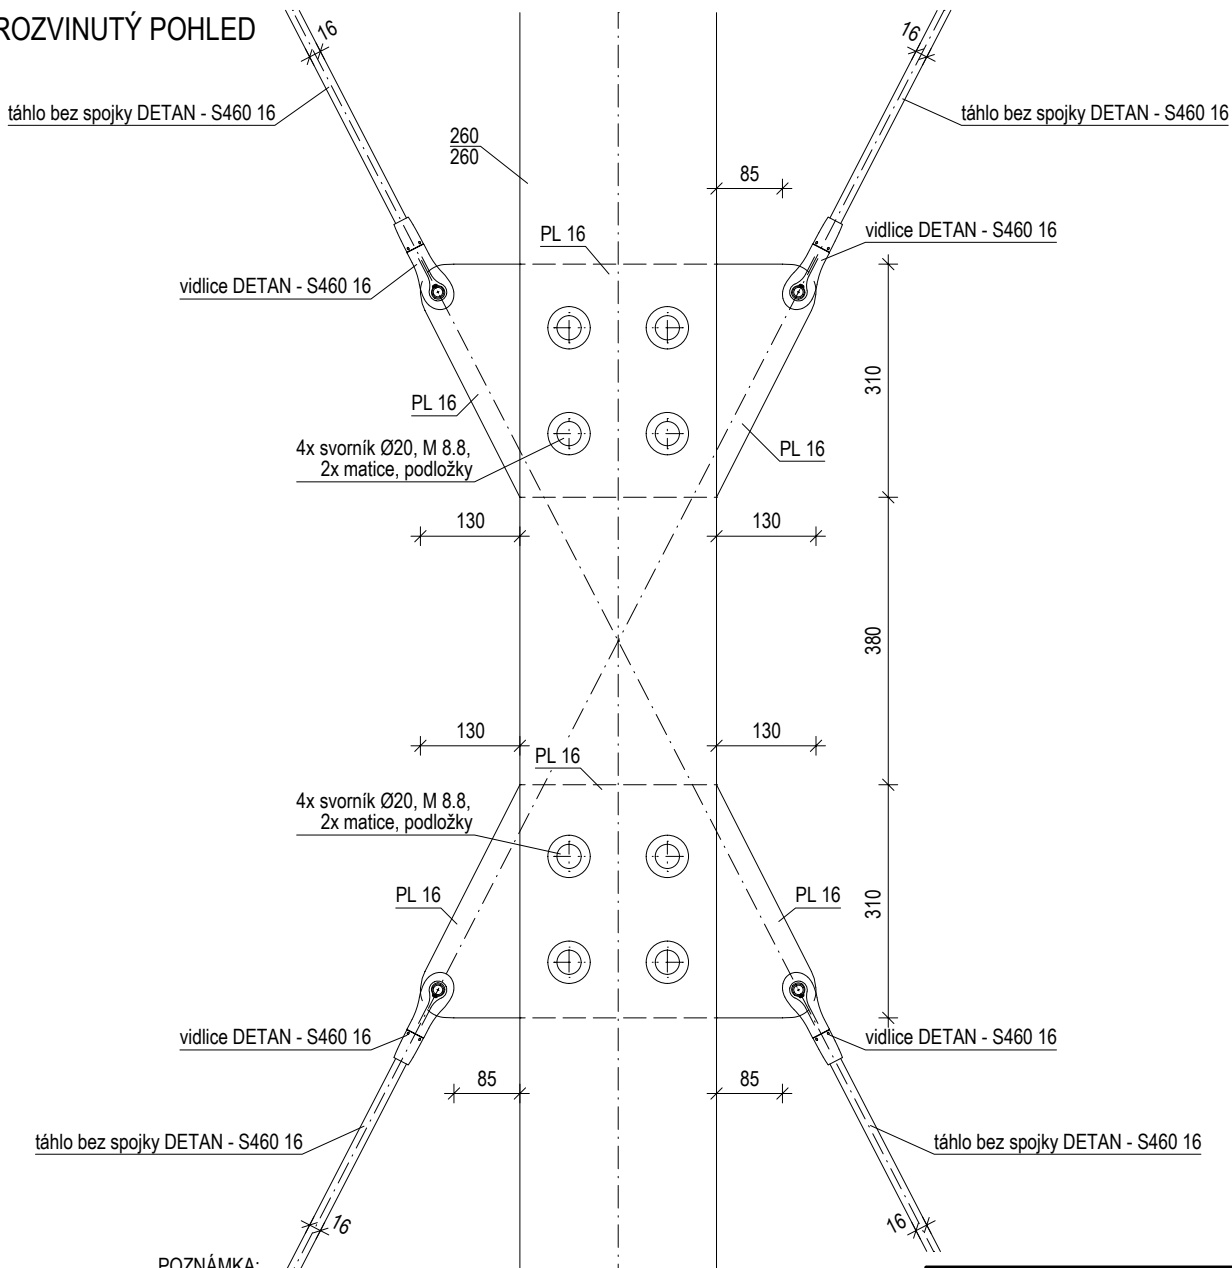 ROZVINUTÝ POHLED
16
16
táhlo bez spojky DETAN - S460 16
táhlo bez spojky DETAN - S460 16
260
260
85
PL 16
vidlice DETAN - S460 16
vidlice DETAN - S460 16
310
PL 16
PL 16
4x svorník Ø20, M 8.8,
2x matice, podložky
130
130
380
130
130
PL 16
4x svorník Ø20, M 8.8,
2x matice, podložky
PL 16
PL 16
310
vidlice DETAN - S460 16
vidlice DETAN - S460 16
85
85
táhlo bez spojky DETAN - S460 16
táhlo bez spojky DETAN - S460 16
16
16
POZNÁMKA: